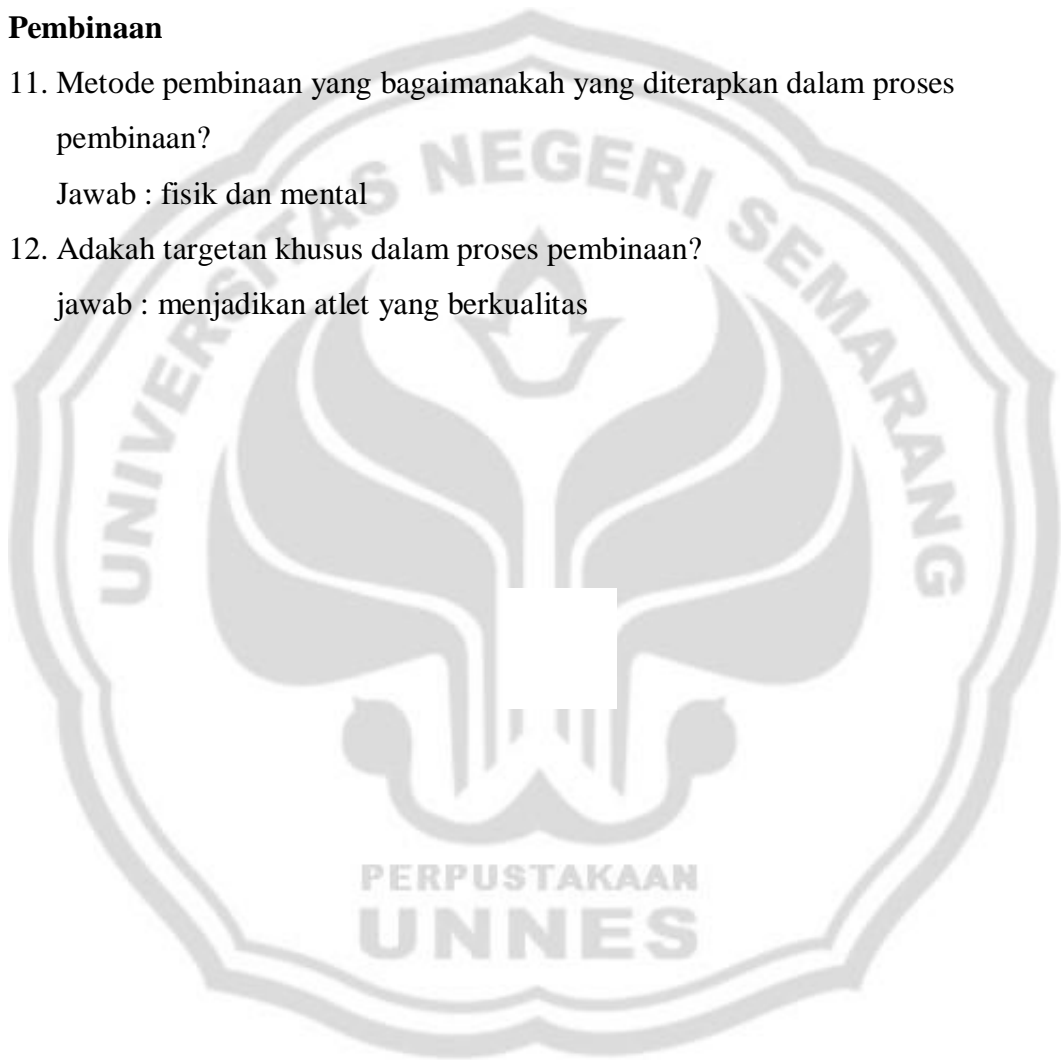 Pembinaan
11. Metode pembinaan yang bagaimanakah yang diterapkan dalam proses
pembinaan?
Jawab : fisik dan mental
12. Adakah targetan khusus dalam proses pembinaan?
jawab : menjadikan atlet yang berkualitas
UNIVERSITAS NEGERI SEMARANG
PERPUSTAKAAN
UNNES